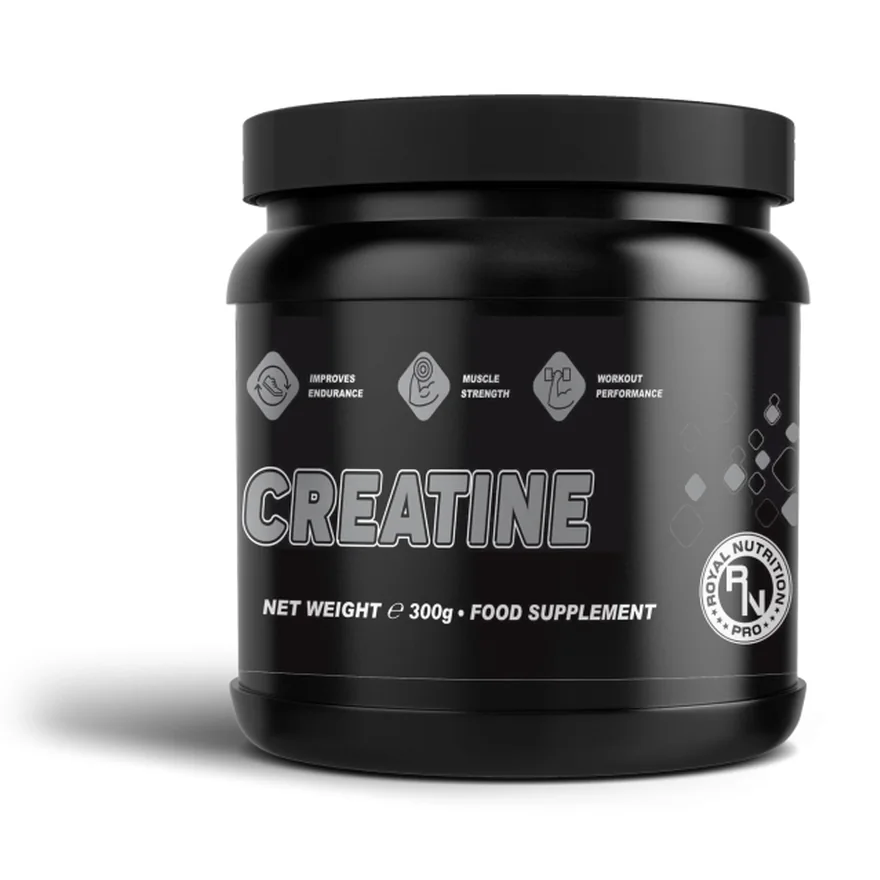 IMPROVES
ENDURANCE
MUSCLE
STRENGTH
WORKOUT
PERFORMANCE
CREATINE
NET WEIGHT ℮ 300g • FOOD SUPPLEMENT
ROYAL NUTRITION
RN
PRO